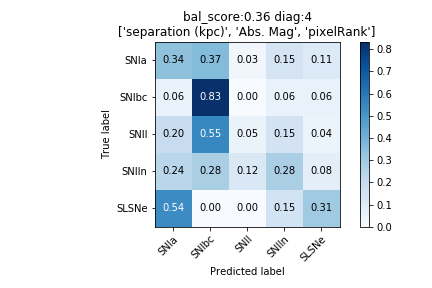 bal_score:0.36 diag:4
['separation (kpc)', 'Abs. Mag', 'pixelRank']
True label
SNIa 0.34 0.37 0.03 0.15 0.11
SNIbc 0.06 0.83 0.00 0.06 0.06
SNII 0.20 0.55 0.05 0.15 0.04
SNIIn 0.24 0.28 0.12 0.28 0.08
SLSNe 0.54 0.00 0.00 0.15 0.31
SNIa SNIbc SNII SNIIn SLSNe
Predicted label
0.8
0.7
0.6
0.5
0.4
0.3
0.2
0.1
0.0